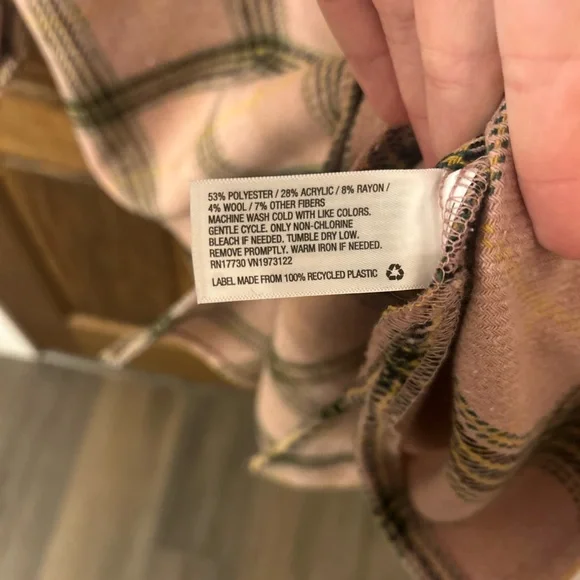 53% POLYESTER / 28% ACRYLIC / 8% RAYON /
4% WOOL / 7% OTHER FIBERS
MACHINE WASH COLD WITH LIKE COLORS.
GENTLE CYCLE. ONLY NON-CHLORINE
BLEACH IF NEEDED. TUMBLE DRY LOW.
REMOVE PROMPTLY. WARM IRON IF NEEDED.
RN17730 VN1973122
LABEL MADE FROM 100% RECYCLED PLASTIC